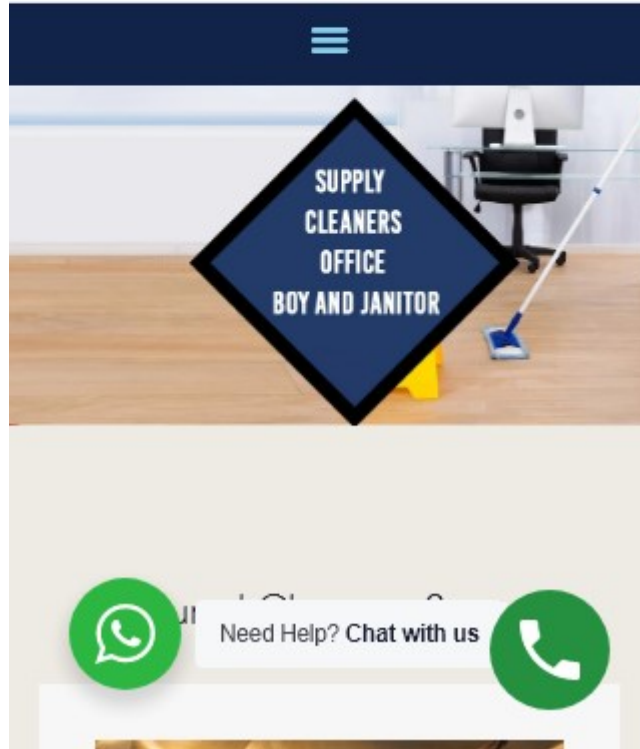 SUPPLY
CLEANERS
OFFICE
BOY AND JANITOR
Need Help? Chat with us